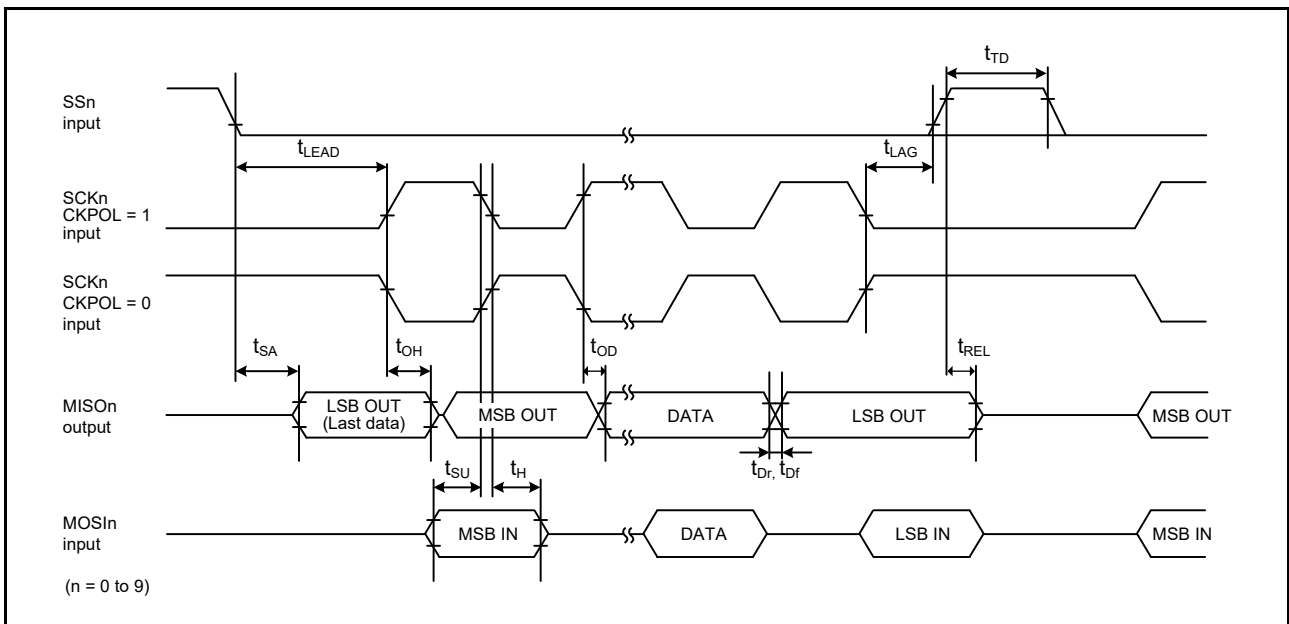 tTD
SSn
input
tLEAD
tLAG
SCKn
CKPOL = 1
input
SCKn
CKPOL = 0
input
tSA
tOH
tOD
tREL
MISOn
output
LSB OUT
(Last data)
MSB OUT
DATA
LSB OUT
MSB OUT
tSU
tH
tDr, tDf
MOSIn
input
MSB IN
DATA
LSB IN
MSB IN
(n = 0 to 9)